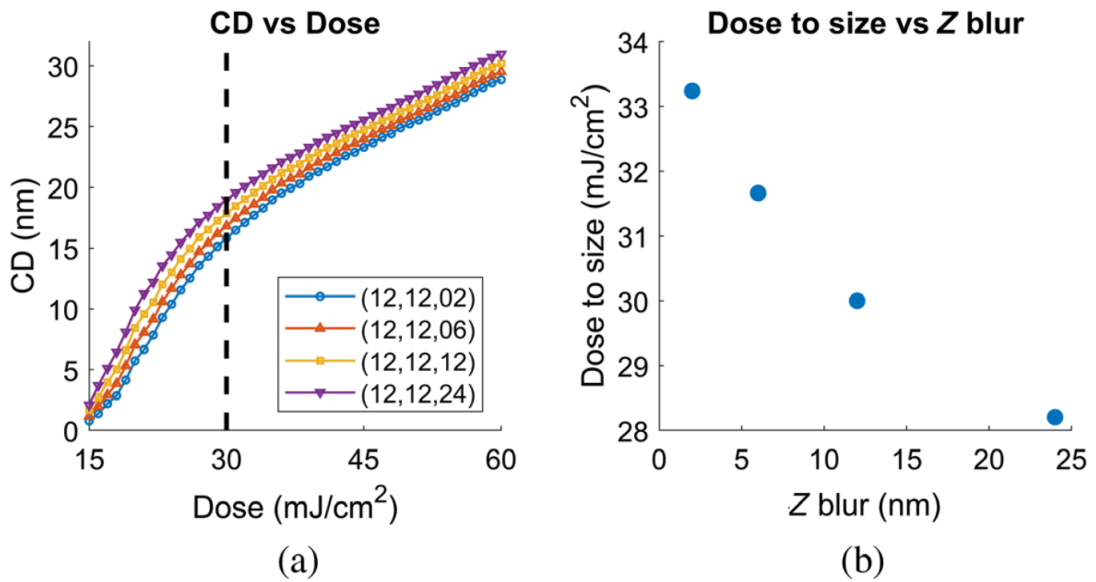 CD vs Dose
CD (nm)
30
25
20
15
10
5
0
15 30 45 60
Dose (mJ/cm²)
(12,12,02)
(12,12,06)
(12,12,12)
(12,12,24)
(a)
Dose to size vs Z blur
Dose to size (mJ/cm²)
34
33
32
31
30
29
28
0 5 10 15 20 25
Z blur (nm)
(b)